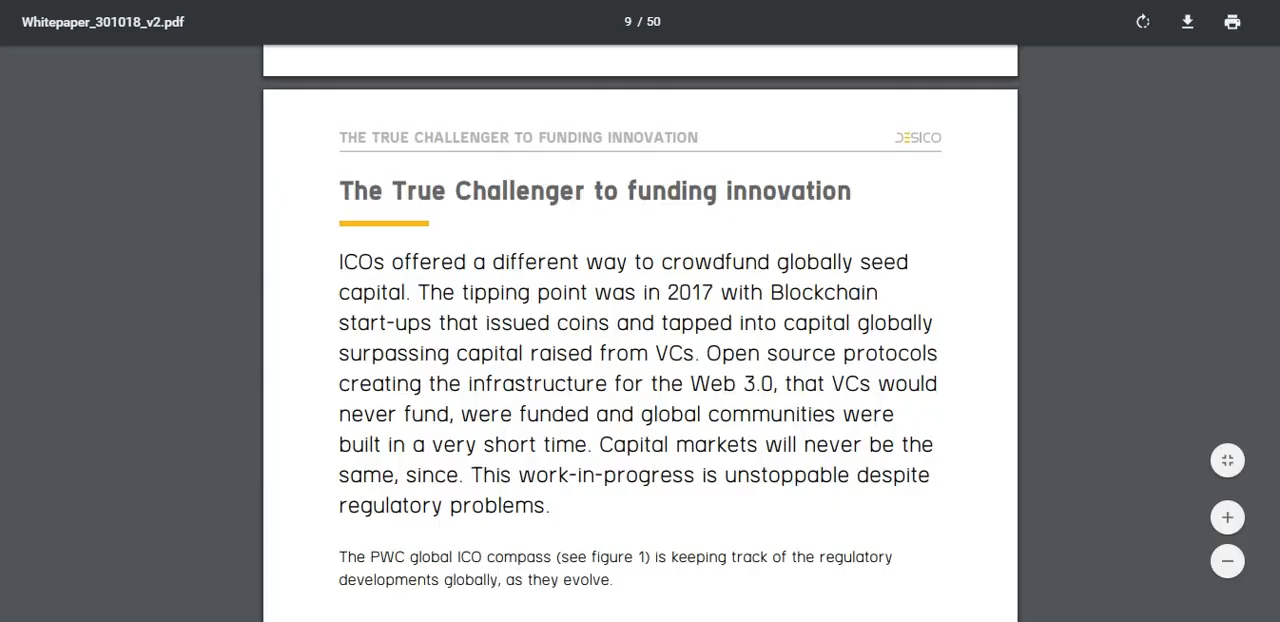 Whitepaper_301018_v2.pdf
9 / 50
THE TRUE CHALLENGER TO FUNDING INNOVATION
DESICO
The True Challenger to funding innovation
ICOs offered a different way to crowdfund globally seed
capital. The tipping point was in 2017 with Blockchain
start-ups that issued coins and tapped into capital globally
surpassing capital raised from VCs. Open source protocols
creating the infrastructure for the Web 3.0, that VCs would
never fund, were funded and global communities were
built in a very short time. Capital markets will never be the
same, since. This work-in-progress is unstoppable despite
regulatory problems.
The PWC global ICO compass (see figure 1) is keeping track of the regulatory
developments globally, as they evolve.